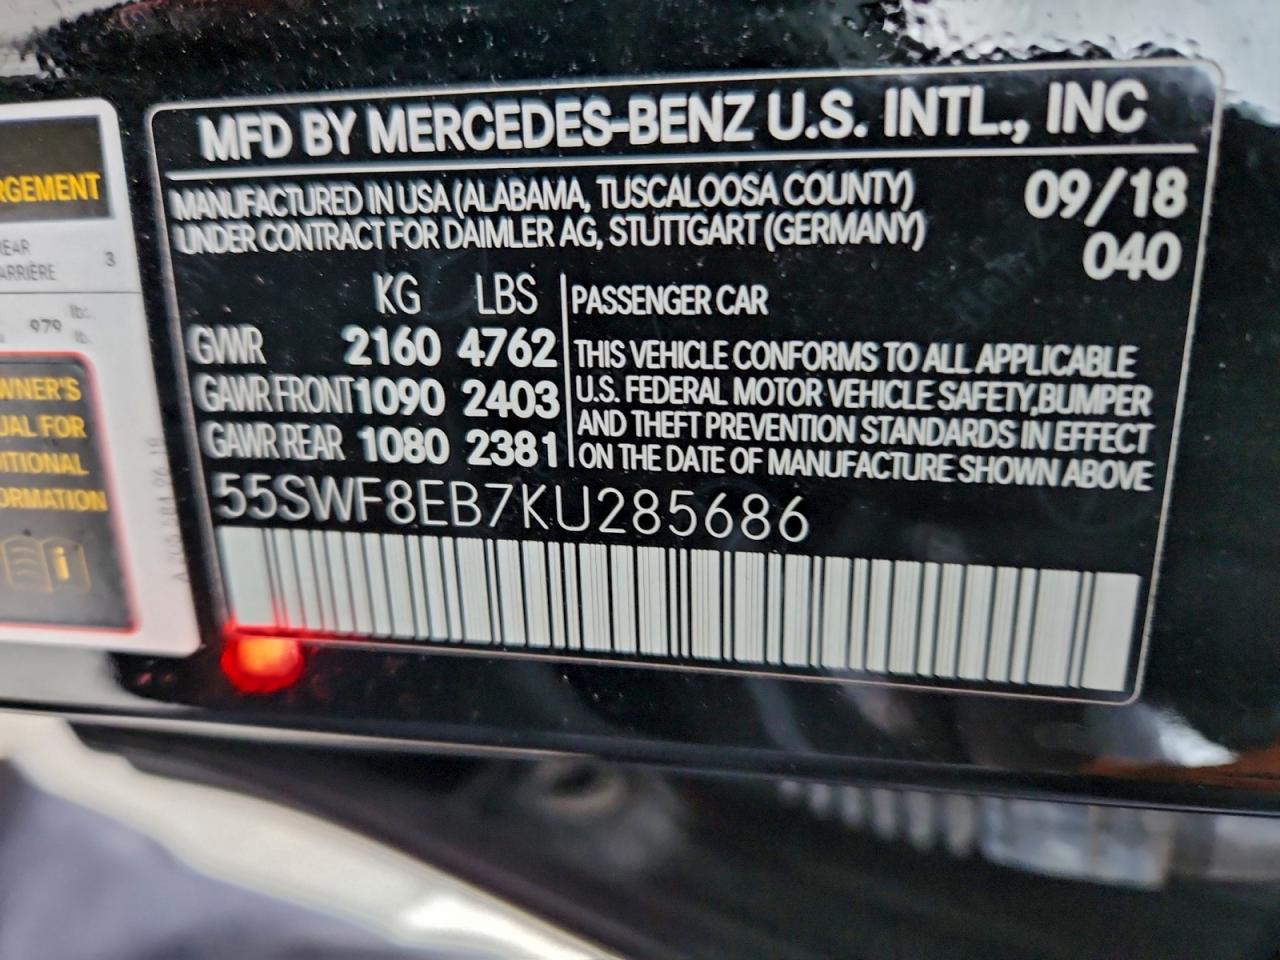 MFD BY MERCEDES-BENZ U.S. INTL., INC
MANUFACTURED IN USA (ALABAMA, TUSCALOOSA COUNTY) 09/18
UNDER CONTRACT FOR DAIMLER AG, STUTTGART (GERMANY) 040
KG LBS PASSENGER CAR
GVWR 2160 4762
GAWR FRONT 1090 2403
GAWR REAR 1080 2381
THIS VEHICLE CONFORMS TO ALL APPLICABLE
U.S. FEDERAL MOTOR VEHICLE SAFETY, BUMPER
AND THEFT PREVENTION STANDARDS IN EFFECT
ON THE DATE OF MANUFACTURE SHOWN ABOVE
55SWF8EB7KU285686
RGEMENT
REAR
ARRIÈRE 3
979 lb.
WNER'S
UAL FOR
ITIONAL
ORMATION